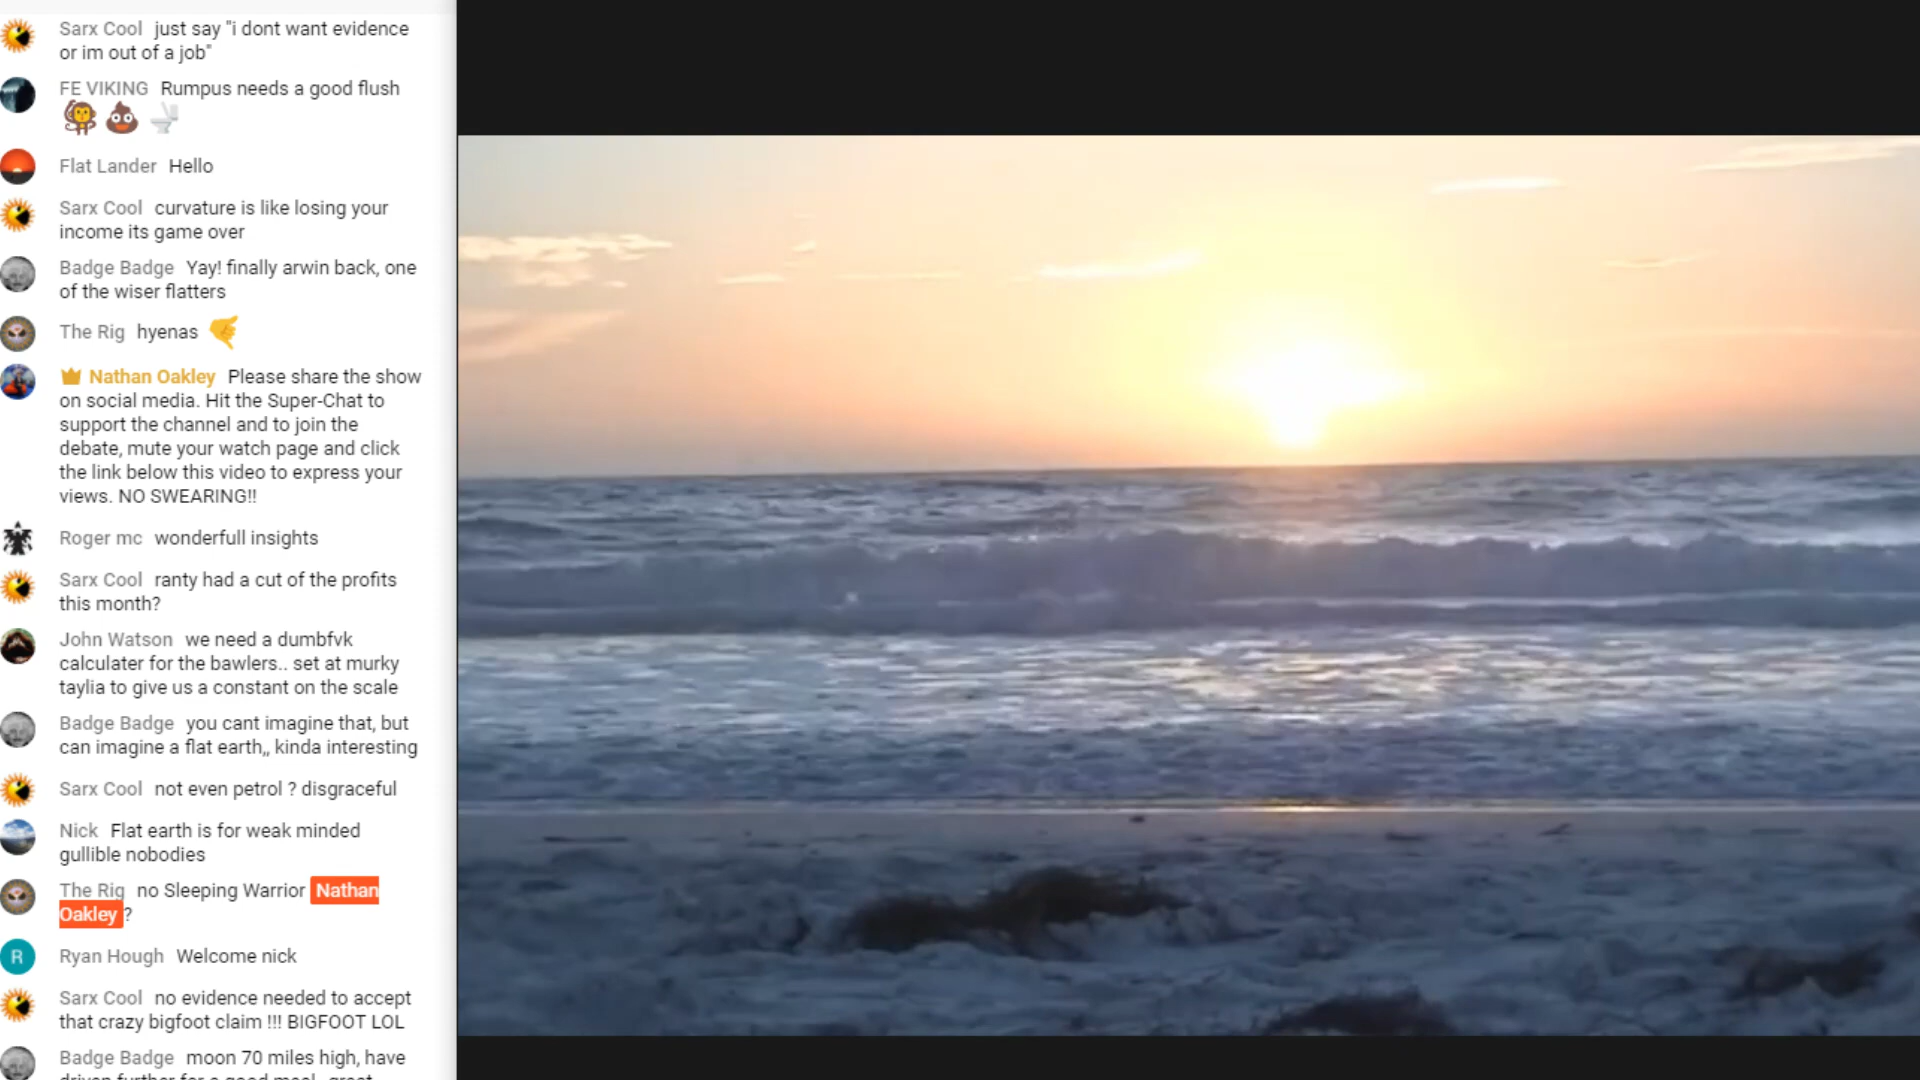 Sarx Cool just say "i dont want evidence
or im out of a job"
FE VIKING Rumpus needs a good flush
Flat Lander Hello
Sarx Cool curvature is like losing your
income its game over
Badge Badge Yay! finally arwin back, one
of the wiser flatters
The Rig hyenas
Nathan Oakley Please share the show
on social media. Hit the Super-Chat to
support the channel and to join the
debate, mute your watch page and click
the link below this video to express your
views. NO SWEARING!!
Roger mc wonderfull insights
Sarx Cool ranty had a cut of the profits
this month?
John Watson we need a dumbfvk
calculater for the bawlers.. set at murky
taylia to give us a constant on the scale
Badge Badge you cant imagine that, but
can imagine a flat earth,, kinda interesting
Sarx Cool not even petrol ? disgraceful
Nick Flat earth is for weak minded
gullible nobodies
The Rig no Sleeping Warrior Nathan
Oakley ?
R
Ryan Hough Welcome nick
Sarx Cool no evidence needed to accept
that crazy bigfoot claim !!! BIGFOOT LOL
Badge Badge moon 70 miles high, have
driven further for a good meal